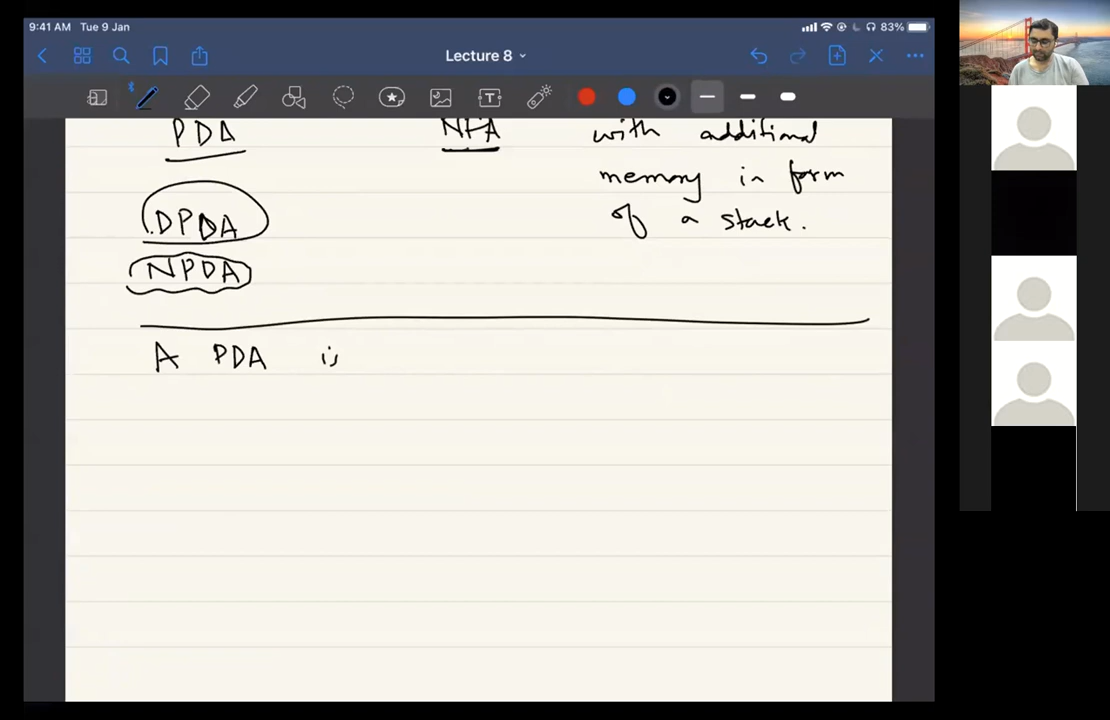 9:41 AM Tue 9 Jan 83%
Lecture 8
PDA NFA with additional
memory in form
of a stack.
DPDA
NPDA
A PDA is